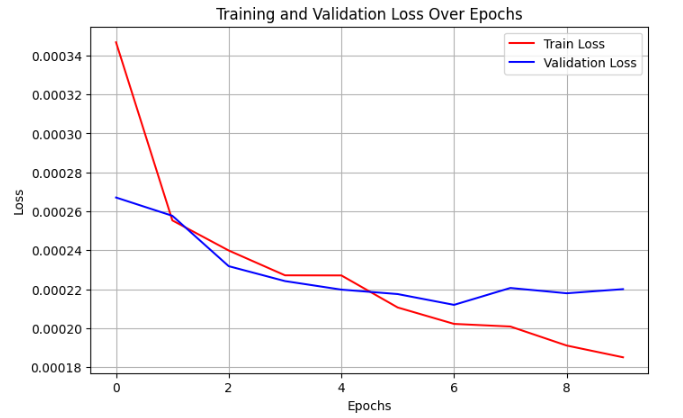 Training and Validation Loss Over Epochs
Train Loss
Validation Loss
0.00034
0.00032
0.00030
0.00028
0.00026
0.00024
0.00022
0.00020
0.00018
Loss
0 2 4 6 8
Epochs